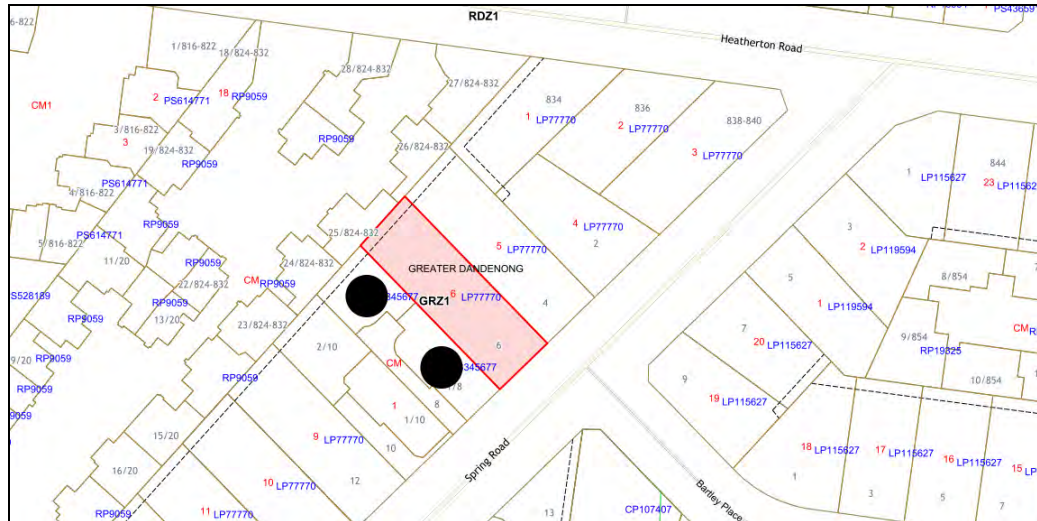 RDZ1
Heatherton Road
PS43659
6-822
1/816-822
18/824-832
2
PS614771
18
RP9059
CM1
28/824-832
27/824-832
RP9059
3/816-822
3
19/824-832
RP9059
26/824-832
834
1
LP77770
836
2
LP77770
838-840
3
LP77770
844
1
LP115627
23
LP11562
4/816-822
PS614771
RP9059
5/816-822
PS614771
11/20
RP9059
22/824-832
24/824-832
CM
RP9059
25/824-832
4
LP77770
2
5
LP77770
3
2
LP119594
GREATER DANDENONG
GRZ1
6
LP77770
4
6
345677
S528189
RP9059
RP9059
13/20
23/824-832
2/10
CM
345677
/8
8
5
1
LP119594
7
20
LP115627
8/854
9/854
RP19325
CM
10/854
9/20
RP9059
RP9059
RP9059
1
1/10
10
9
19
LP115627
9059
15/20
9
LP77770
12
16/20
10
LP77770
RP9059
11
LP77770
Spring Road
Bartley Place
13
CP107407
18
LP115627
17
LP115627
16
LP115627
15
1
3
5
7